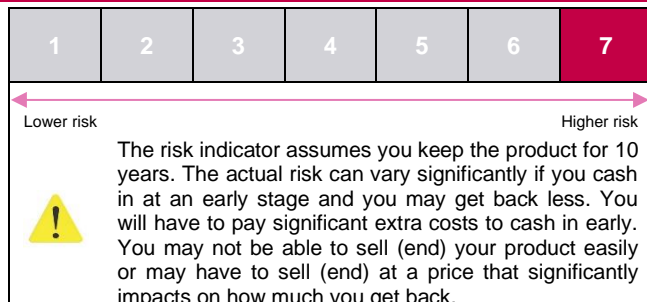 1 2 3 4 5 6 7
Lower risk Higher risk
The risk indicator assumes you keep the product for 10
years. The actual risk can vary significantly if you cash
in at an early stage and you may get back less. You
will have to pay significant extra costs to cash in early.
You may not be able to sell (end) your product easily
or may have to sell (end) at a price that significantly
impacts on how much you get back.